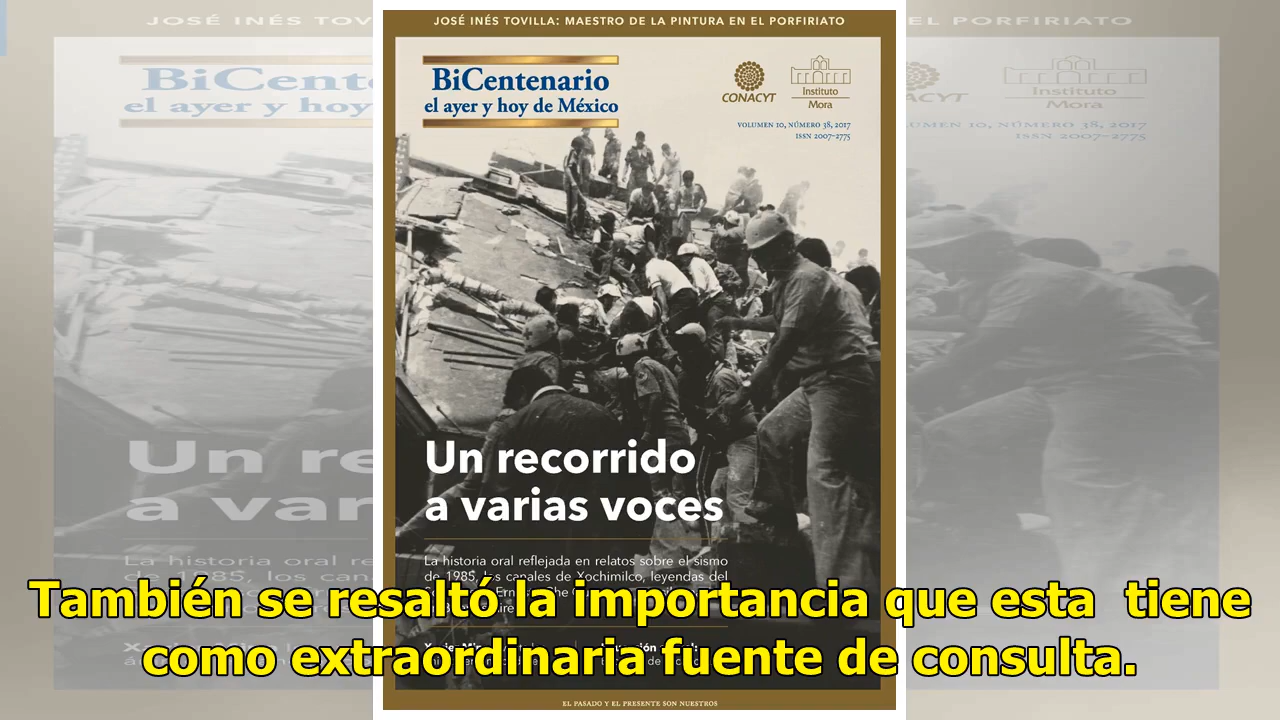 JOSÉ INÉS TOVILLA: MAESTRO DE LA PINTURA EN EL PORFIRIATO
BiCentenario
el ayer y hoy de México
CONACYT
Instituto
Mora
VOLUMEN 10, NÚMERO 38, 2017
ISSN 2007-2775
Un recorrido
a varias voces
La historia oral reflejada en relatos sobre el sismo
de 1985, los canales de Xochimilco, leyendas del
También se resaltó la importancia que esta tiene
como extraordinaria fuente de consulta.
EL PASADO Y EL PRESENTE SON NUESTROS